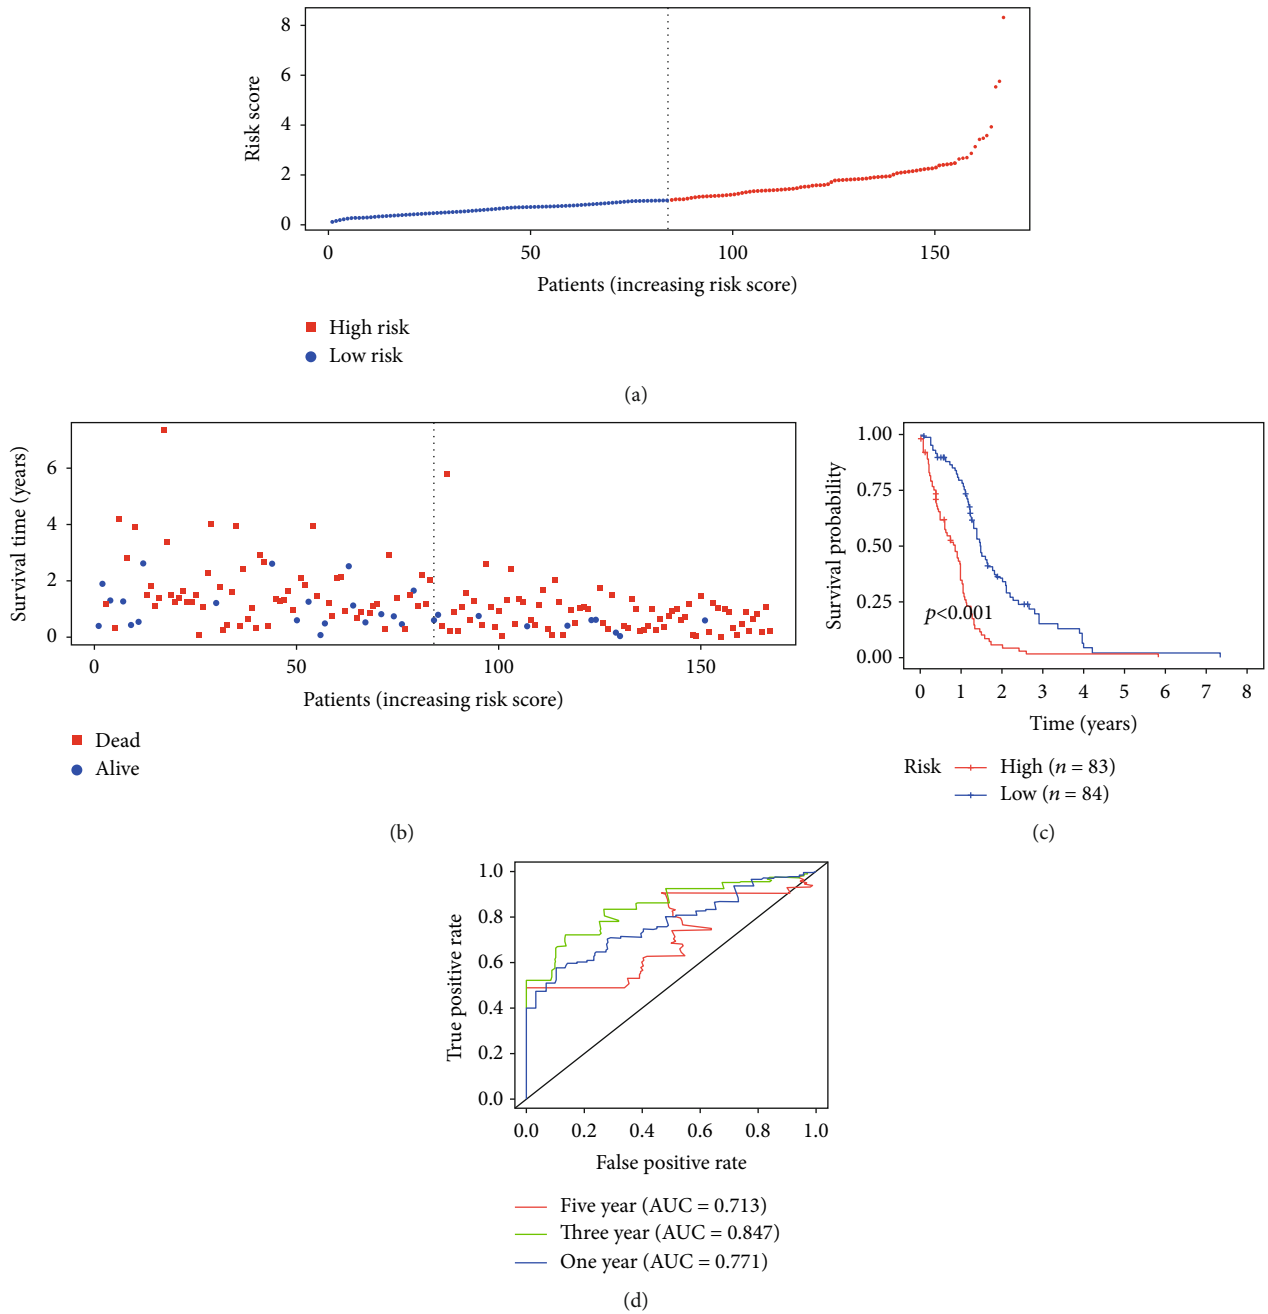 8
6
4
2
0
Risk score
0 50 100 150
Patients (increasing risk score)
High risk
Low risk
(a)
6
4
2
0
Survival time (years)
0 50 100 150
Patients (increasing risk score)
Dead
Alive
(b)
1.00
0.75
0.50
0.25
0.00
Survival probability
p<0.001
0 1 2 3 4 5 6 7 8
Time (years)
Risk High (n = 83)
Low (n = 84)
(c)
1.0
0.8
0.6
0.4
0.2
0.0
True positive rate
0.0 0.2 0.4 0.6 0.8 1.0
False positive rate
Five year (AUC = 0.713)
Three year (AUC = 0.847)
One year (AUC = 0.771)
(d)